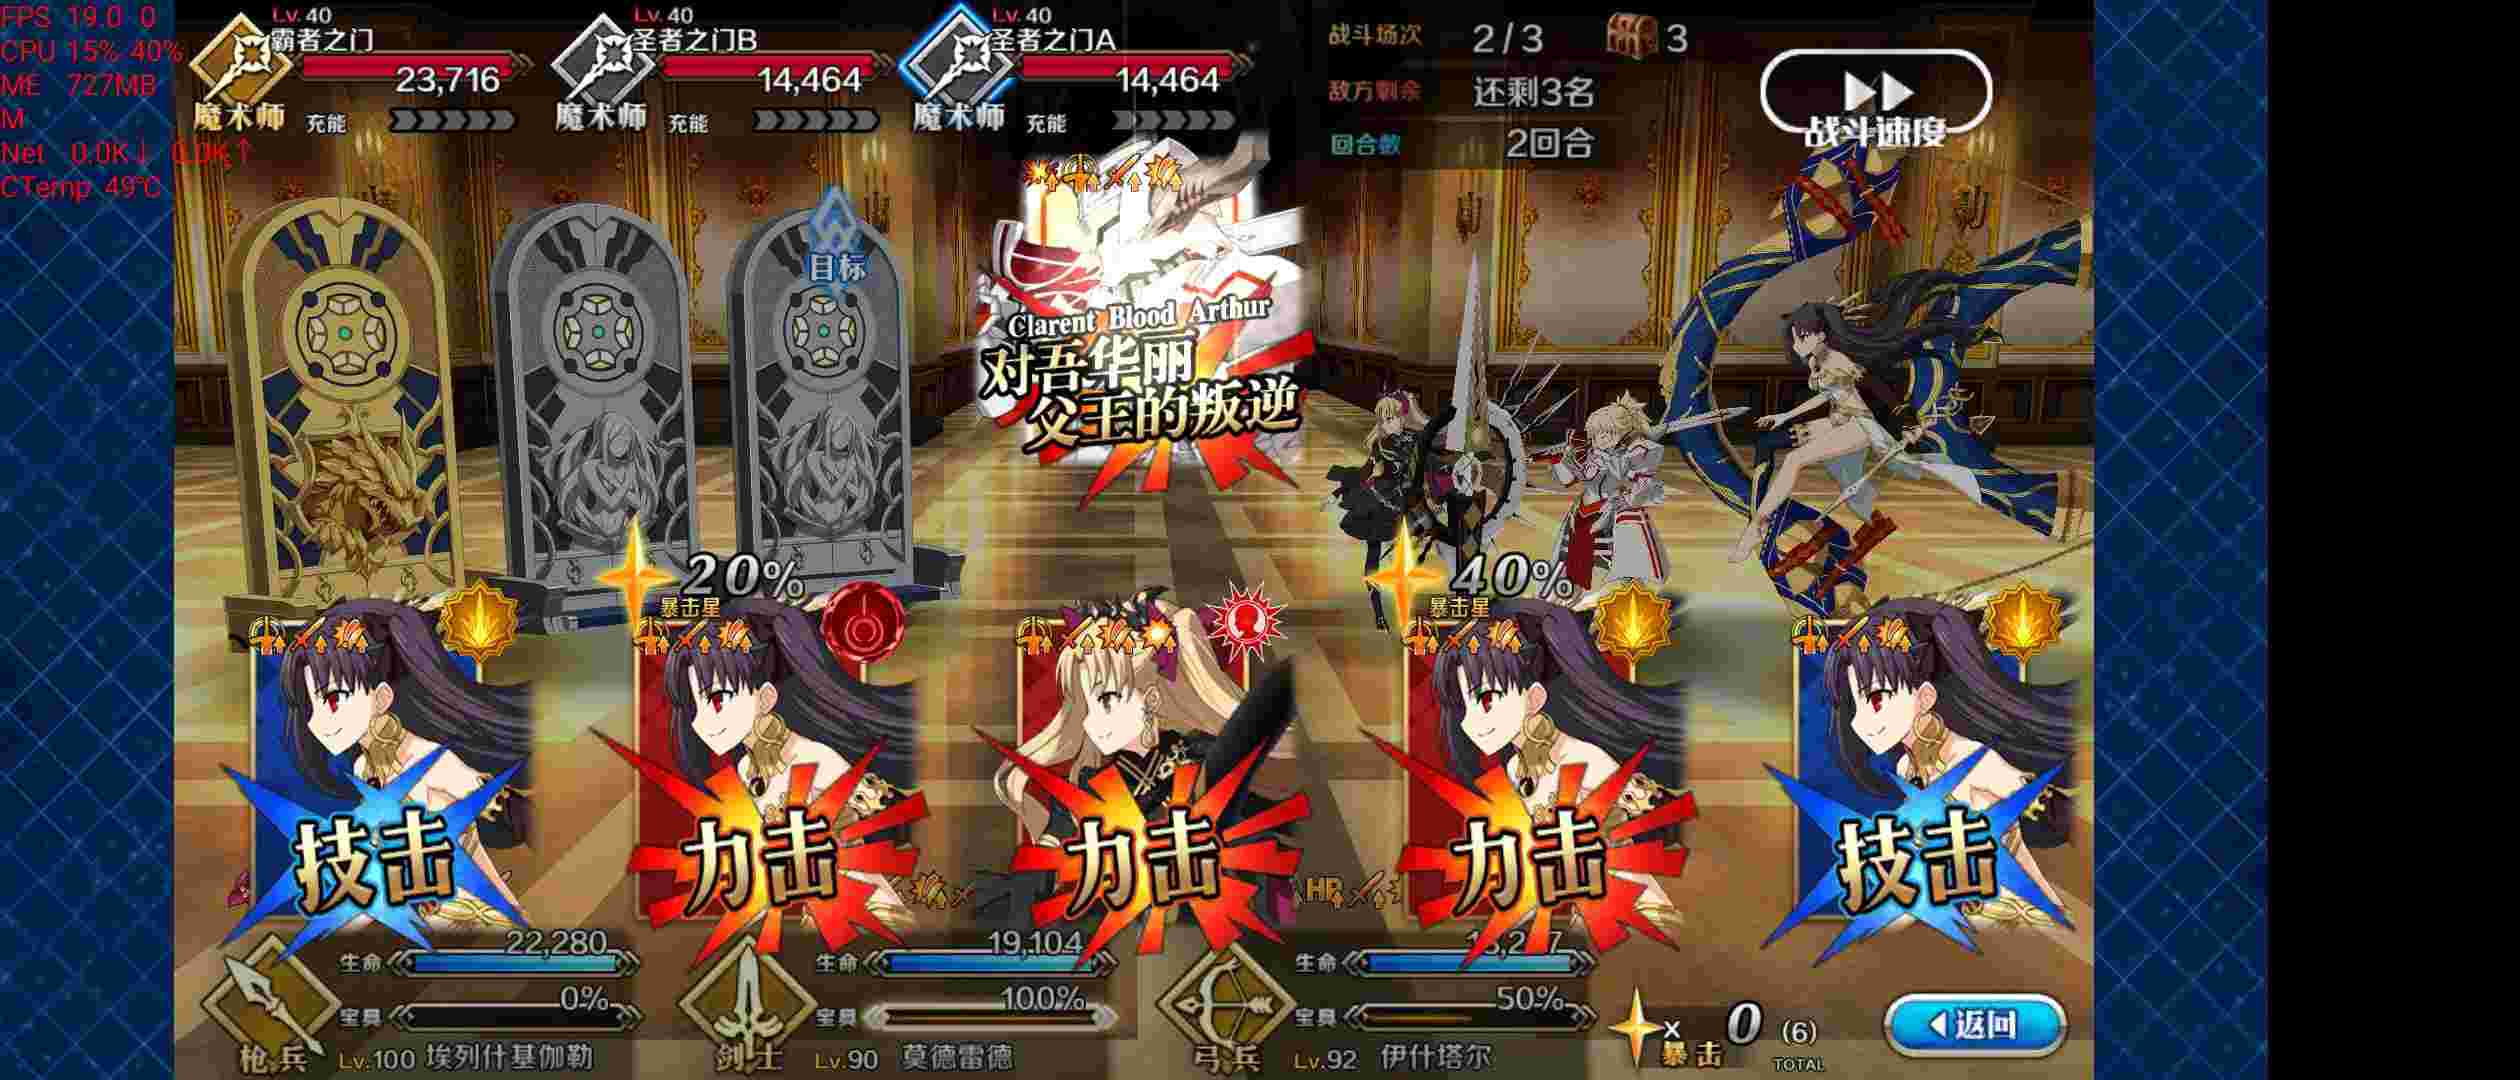 FPS 19.0 0
CPU 15% 40%
ME 727MB
M
Net 0.0K↓ 0.0K↑
CTemp 49℃
Lv.40
霸者之门
23,716
魔术师
充能
Lv.40
圣者之门B
14,464
魔术师
充能
Lv.40
圣者之门A
14,464
魔术师
充能
战斗场次 2/3 3
敌方剩余 还剩3名
回合数 2回合
战斗速度
目标
Clarent Blood Arthur
对吾华丽
父王的叛逆
20%
暴击星
40%
暴击星
技击
力击
力击
力击
技击
HP
生命 22,280
宝具 0%
枪兵 Lv.100 埃列什基伽勒
生命 19,104
宝具 100%
剑士 Lv.90 莫德雷德
生命
宝具 50%
弓兵 Lv.92 伊什塔尔
x 0 (6)
暴击 TOTAL
返回